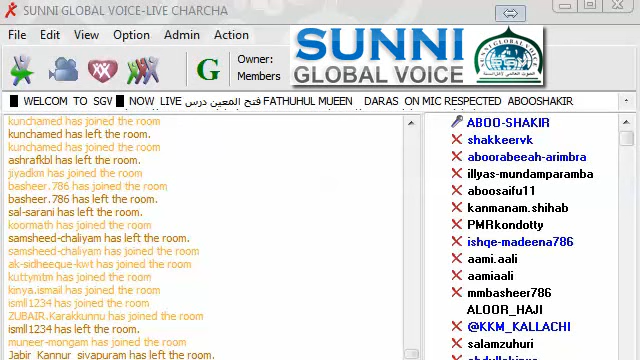 SUNNI GLOBAL VOICE-LIVE CHARCHA
File Edit View Option Admin Action
G
Owner:
Members
SUNNI
GLOBAL VOICE
WELCOM TO SGV NOW LIVE فتح المعين درس FATHUHUL MUEEN DARAS ON MIC RESPECTED ABOOSHAKIR
kunchamed has joined the room
kunchamed has left the room.
kunchamed has joined the room
ashrafkbl has left the room.
jiyadkm has joined the room
basheer.786 has joined the room
basheer.786 has left the room.
sal-sarani has left the room.
koormath has joined the room
samsheed-chaliyam has left the room.
samsheed-chaliyam has joined the room
ak-sidheeque-kwt has joined the room
kuttymtm has joined the room
kinya.ismail has joined the room
ismll1234 has joined the room
ZUBAIR.Karakkunnu has joined the room
ismll1234 has left the room.
muneer-mongam has joined the room
Jabir_Kannur_sivapuram has left the room.
ABOO-SHAKIR
shakkeervk
aboorabeeah-arimbra
illyas-mundamparamba
aboosaifu11
kanmanam.shihab
PMRkondotty
ishqe-madeena786
aami.aali
aamiaali
mmbasheer786
ALOOR_HAJI
@KKM_KALLACHI
salamzuhuri